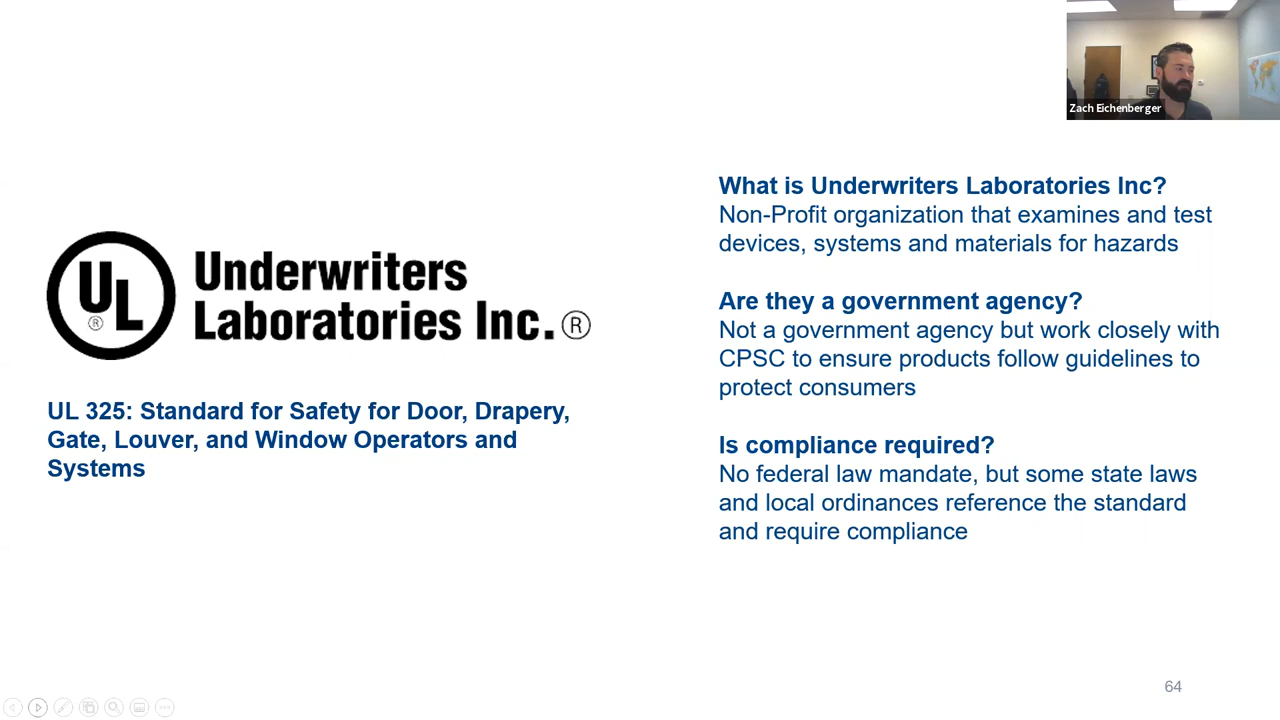 Zach Eichenberger
UL
®
Underwriters
Laboratories Inc.®
UL 325: Standard for Safety for Door, Drapery,
Gate, Louver, and Window Operators and
Systems
What is Underwriters Laboratories Inc?
Non-Profit organization that examines and test
devices, systems and materials for hazards
Are they a government agency?
Not a government agency but work closely with
CPSC to ensure products follow guidelines to
protect consumers
Is compliance required?
No federal law mandate, but some state laws
and local ordinances reference the standard
and require compliance
64